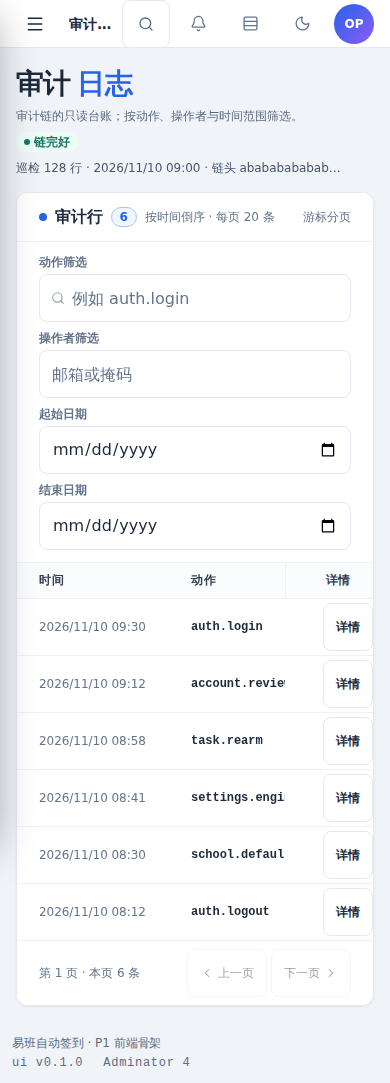 审计… OP
审计 日志
审计链的只读台账；按动作、操作者与时间范围筛选。
链完好
巡检 128 行 · 2026/11/10 09:00 · 链头 abababababab…
审计行 6 按时间倒序 · 每页 20 条 游标分页
动作筛选
例如 auth.login
操作者筛选
邮箱或掩码
起始日期
mm/dd/yyyy
结束日期
mm/dd/yyyy
时间 动作 详情
2026/11/10 09:30 auth.login 详情
2026/11/10 09:12 account.review 详情
2026/11/10 08:58 task.rearm 详情
2026/11/10 08:41 settings.engi 详情
2026/11/10 08:30 school.defaul 详情
2026/11/10 08:12 auth.logout 详情
第 1 页 · 本页 6 条 上一页 下一页
易班自动签到 · P1 前端骨架
ui v0.1.0 Adminator 4